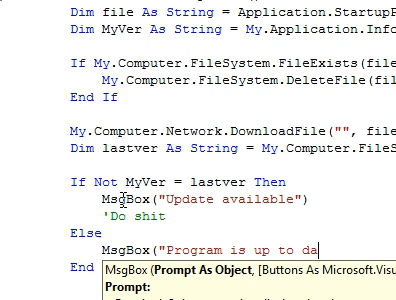 Dim file As String = Application.StartupP
Dim MyVer As String = My.Application.Info
If My.Computer.FileSystem.FileExists(file
My.Computer.FileSystem.DeleteFile(fi
End If
My.Computer.Network.DownloadFile("", file
Dim lastver As String = My.Computer.FileS
If Not MyVer = lastver Then
MsgBox("Update available")
'Do shit
Else
MsgBox("Program is up to da
End
MsgBox (Prompt As Object, [Buttons As Microsoft.Visu
Prompt: